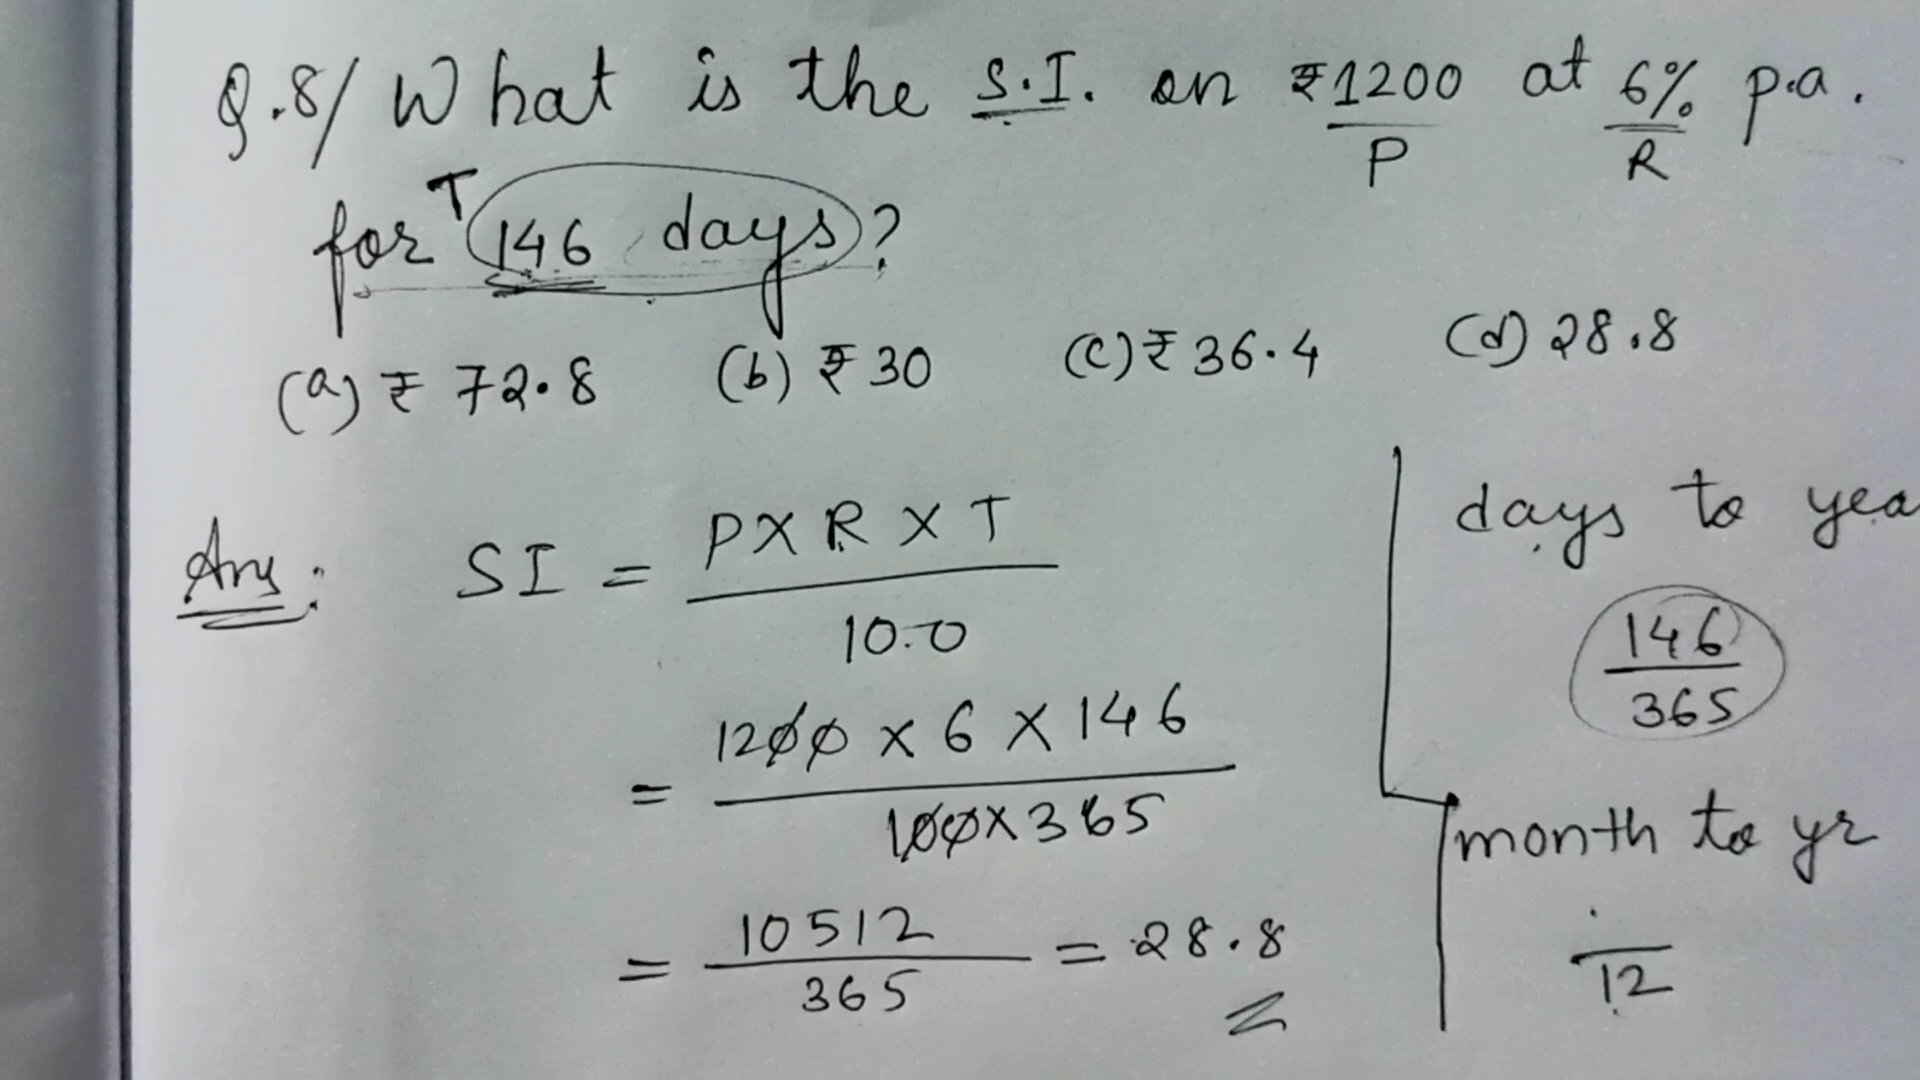 Q.8/ What is the S.I. on ₹1200 at 6% p.a.
P R
for T 146 days?
(a) ₹ 72.8 (b) ₹ 30 (c) ₹ 36.4 (d) 28.8
Ans: SI = P X R X T
100
= 1200 x 6 X 146
100 X 365
= 10512 = 28.8
365
days to yea
146
365
month to yr
12